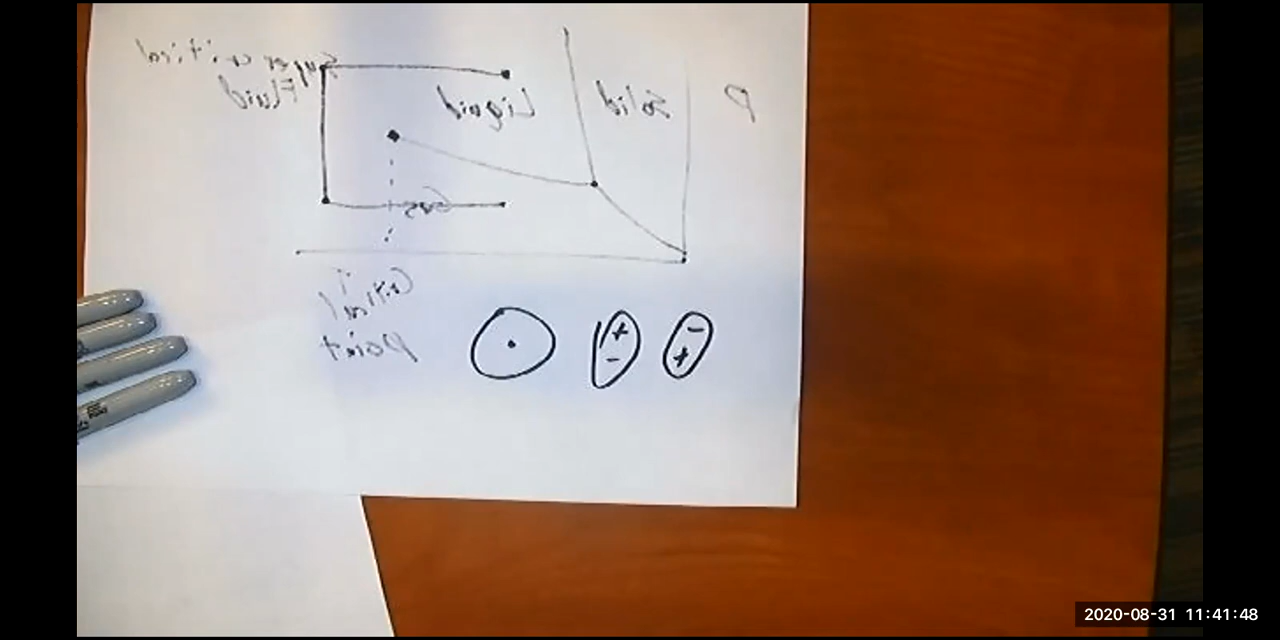 P
Solid
Liquid
Super critical
Fluid
Gas
Critical
Point
- +
+ -
2020-08-31 11:41:48